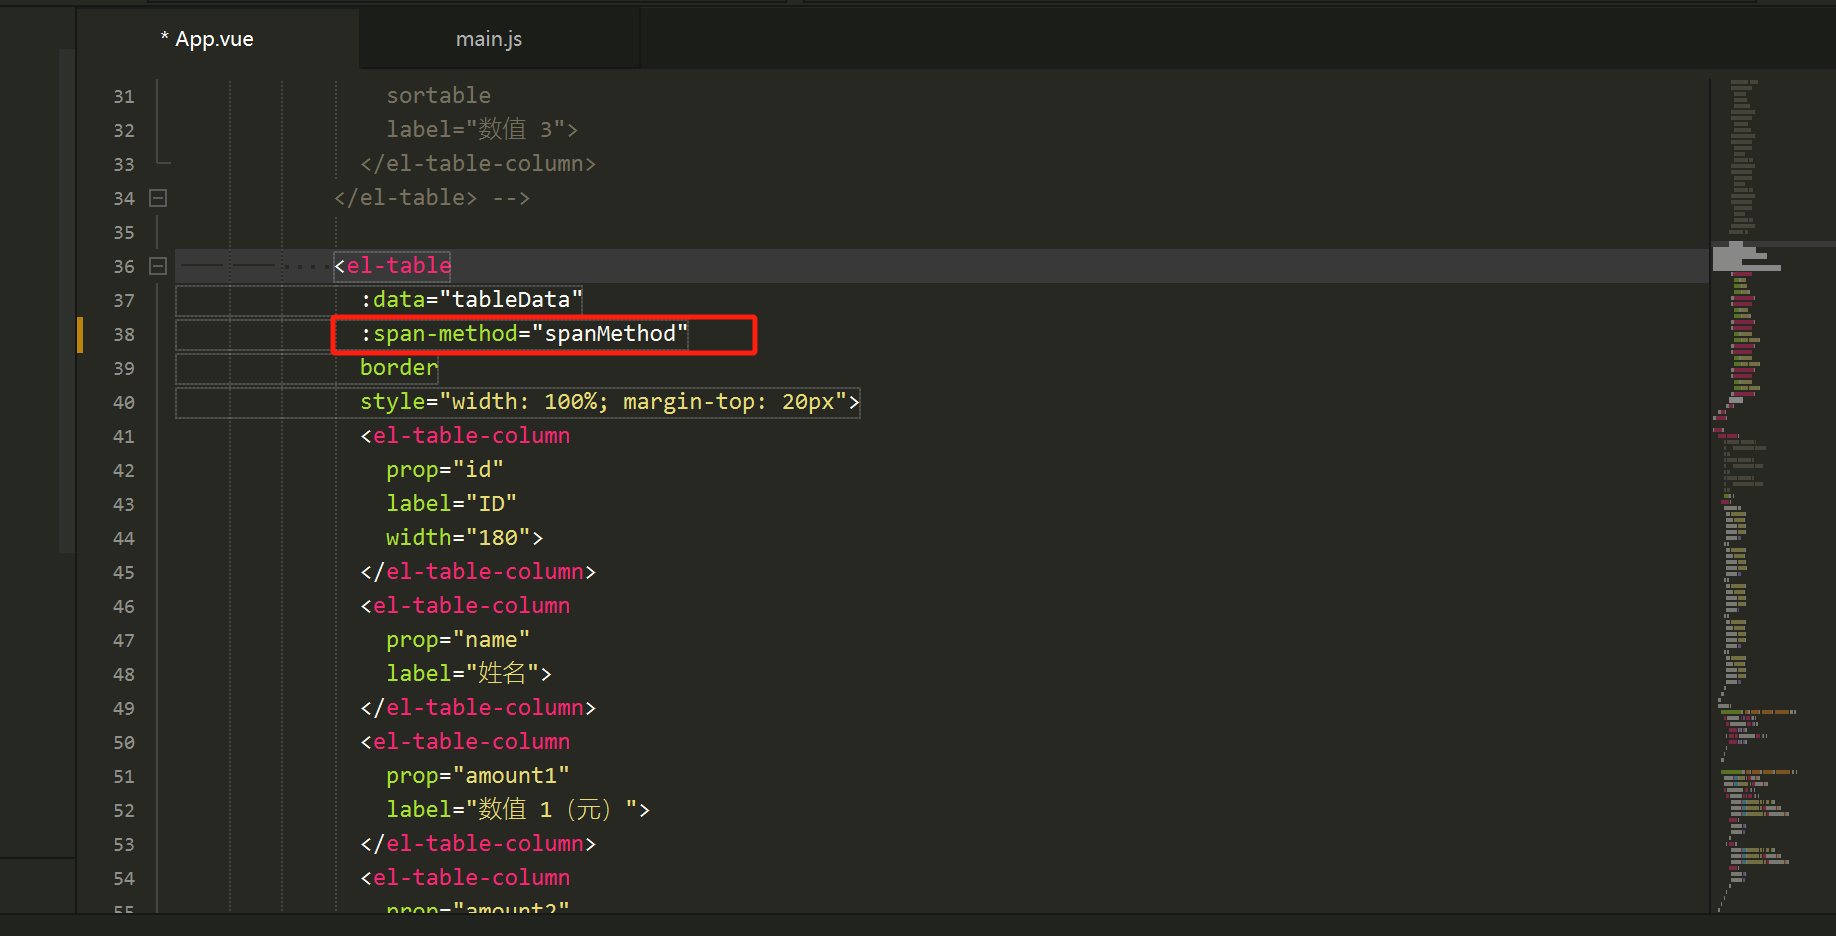 * App.vue
main.js
31 sortable
32 label="数值 3">
33 </el-table-column>
34 </el-table> -->
35
36 <el-table
37 :data="tableData"
38 :span-method="spanMethod"
39 border
40 style="width: 100%; margin-top: 20px">
41 <el-table-column
42 prop="id"
43 label="ID"
44 width="180">
45 </el-table-column>
46 <el-table-column
47 prop="name"
48 label="姓名">
49 </el-table-column>
50 <el-table-column
51 prop="amount1"
52 label="数值 1（元）">
53 </el-table-column>
54 <el-table-column
55 prop="amount2"